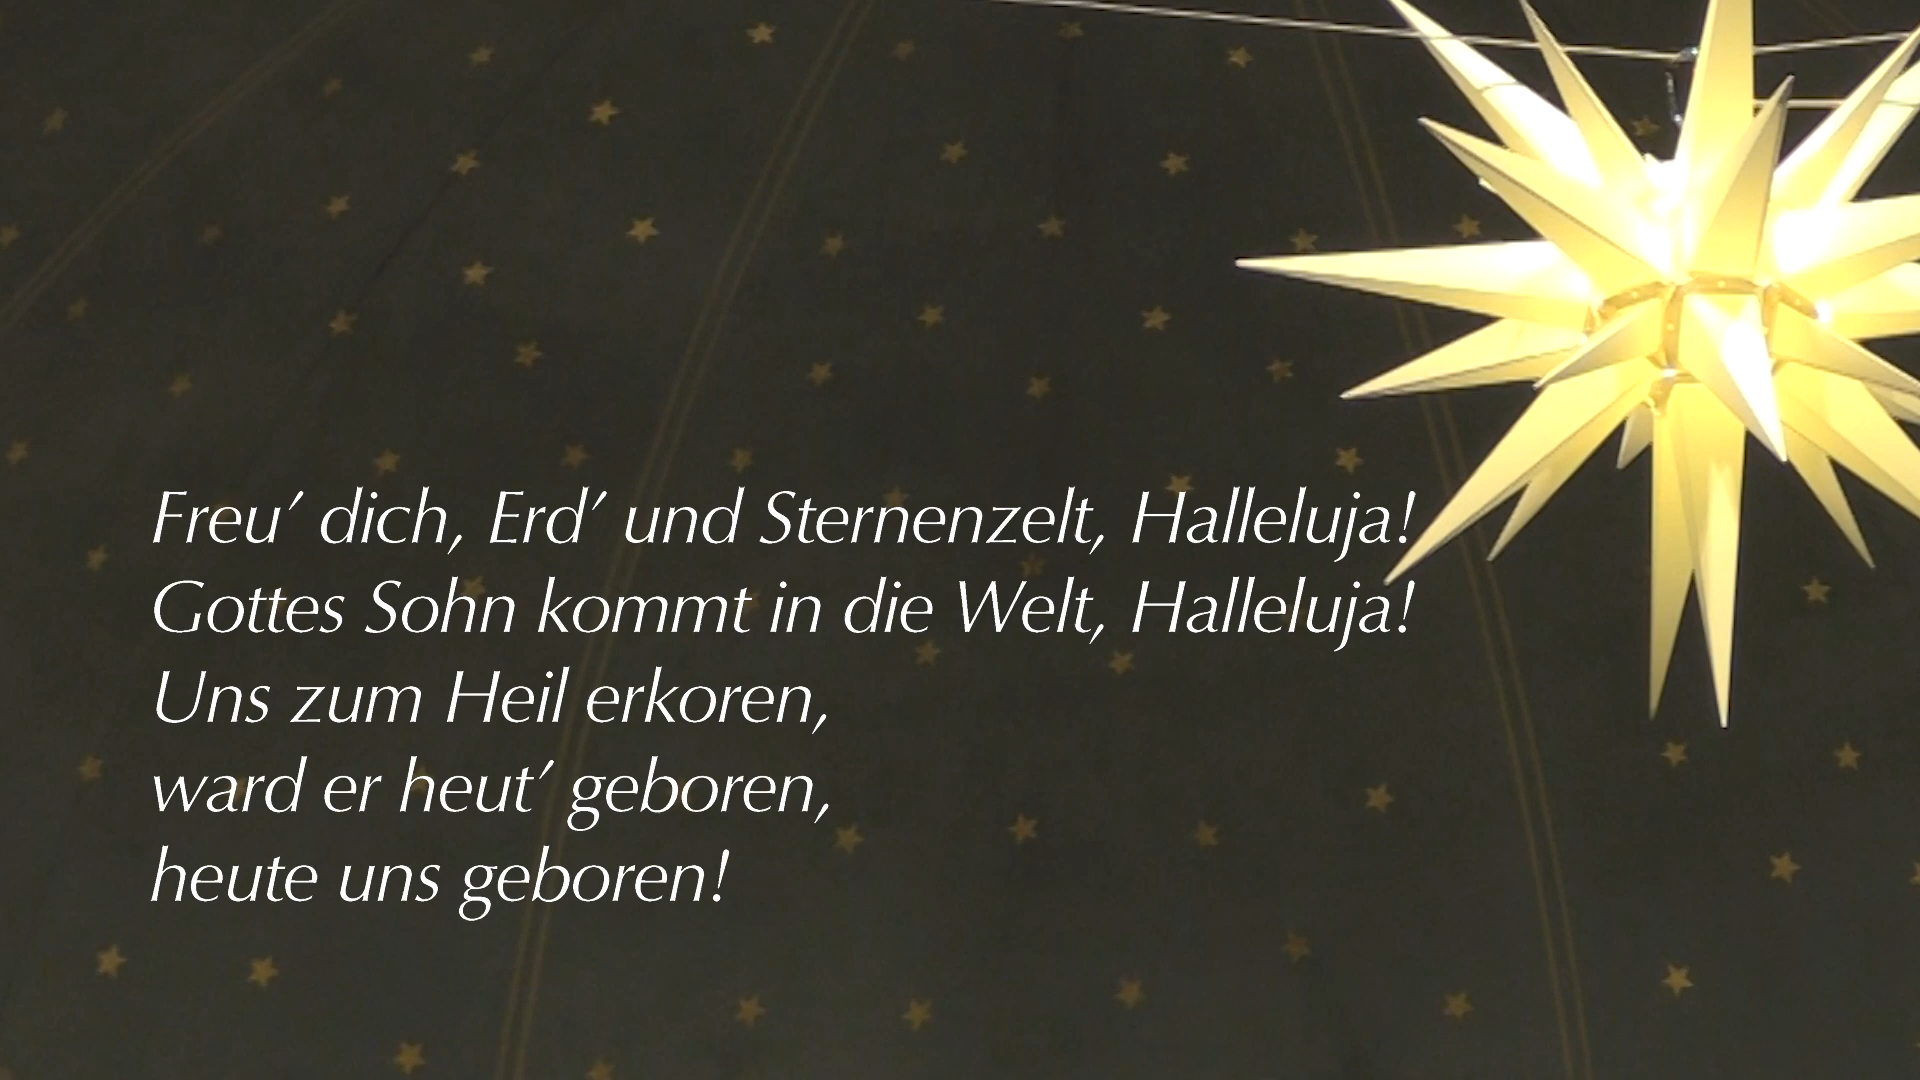 Freu′ dich, Erd′ und Sternenzelt, Halleluja!
Gottes Sohn kommt in die Welt, Halleluja!
Uns zum Heil erkoren,
ward er heut′ geboren,
heute uns geboren!